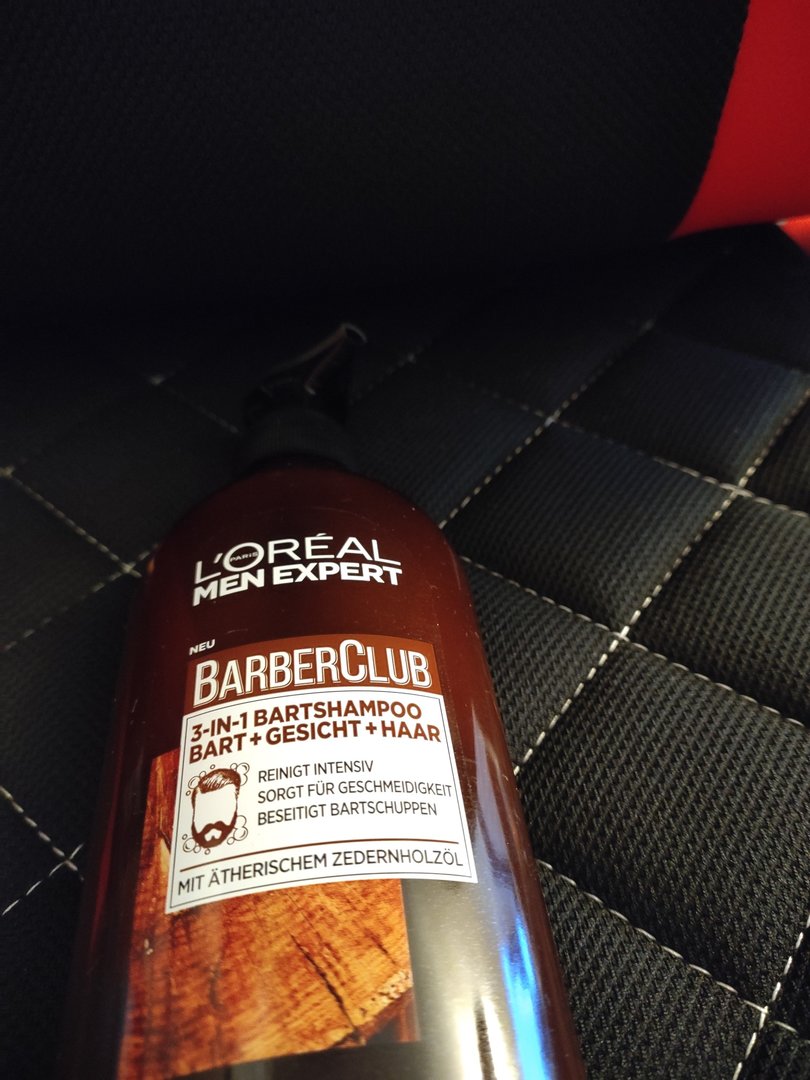 L'ORÉAL
PARIS
MEN EXPERT
NEU
BARBERCLUB
3-IN-1 BARTSHAMPOO
BART + GESICHT + HAAR
REINIGT INTENSIV
SORGT FÜR GESCHMEIDIGKEIT
BESEITIGT BARTSCHUPPEN
MIT ÄTHERISCHEM ZEDERNHOLZÖL